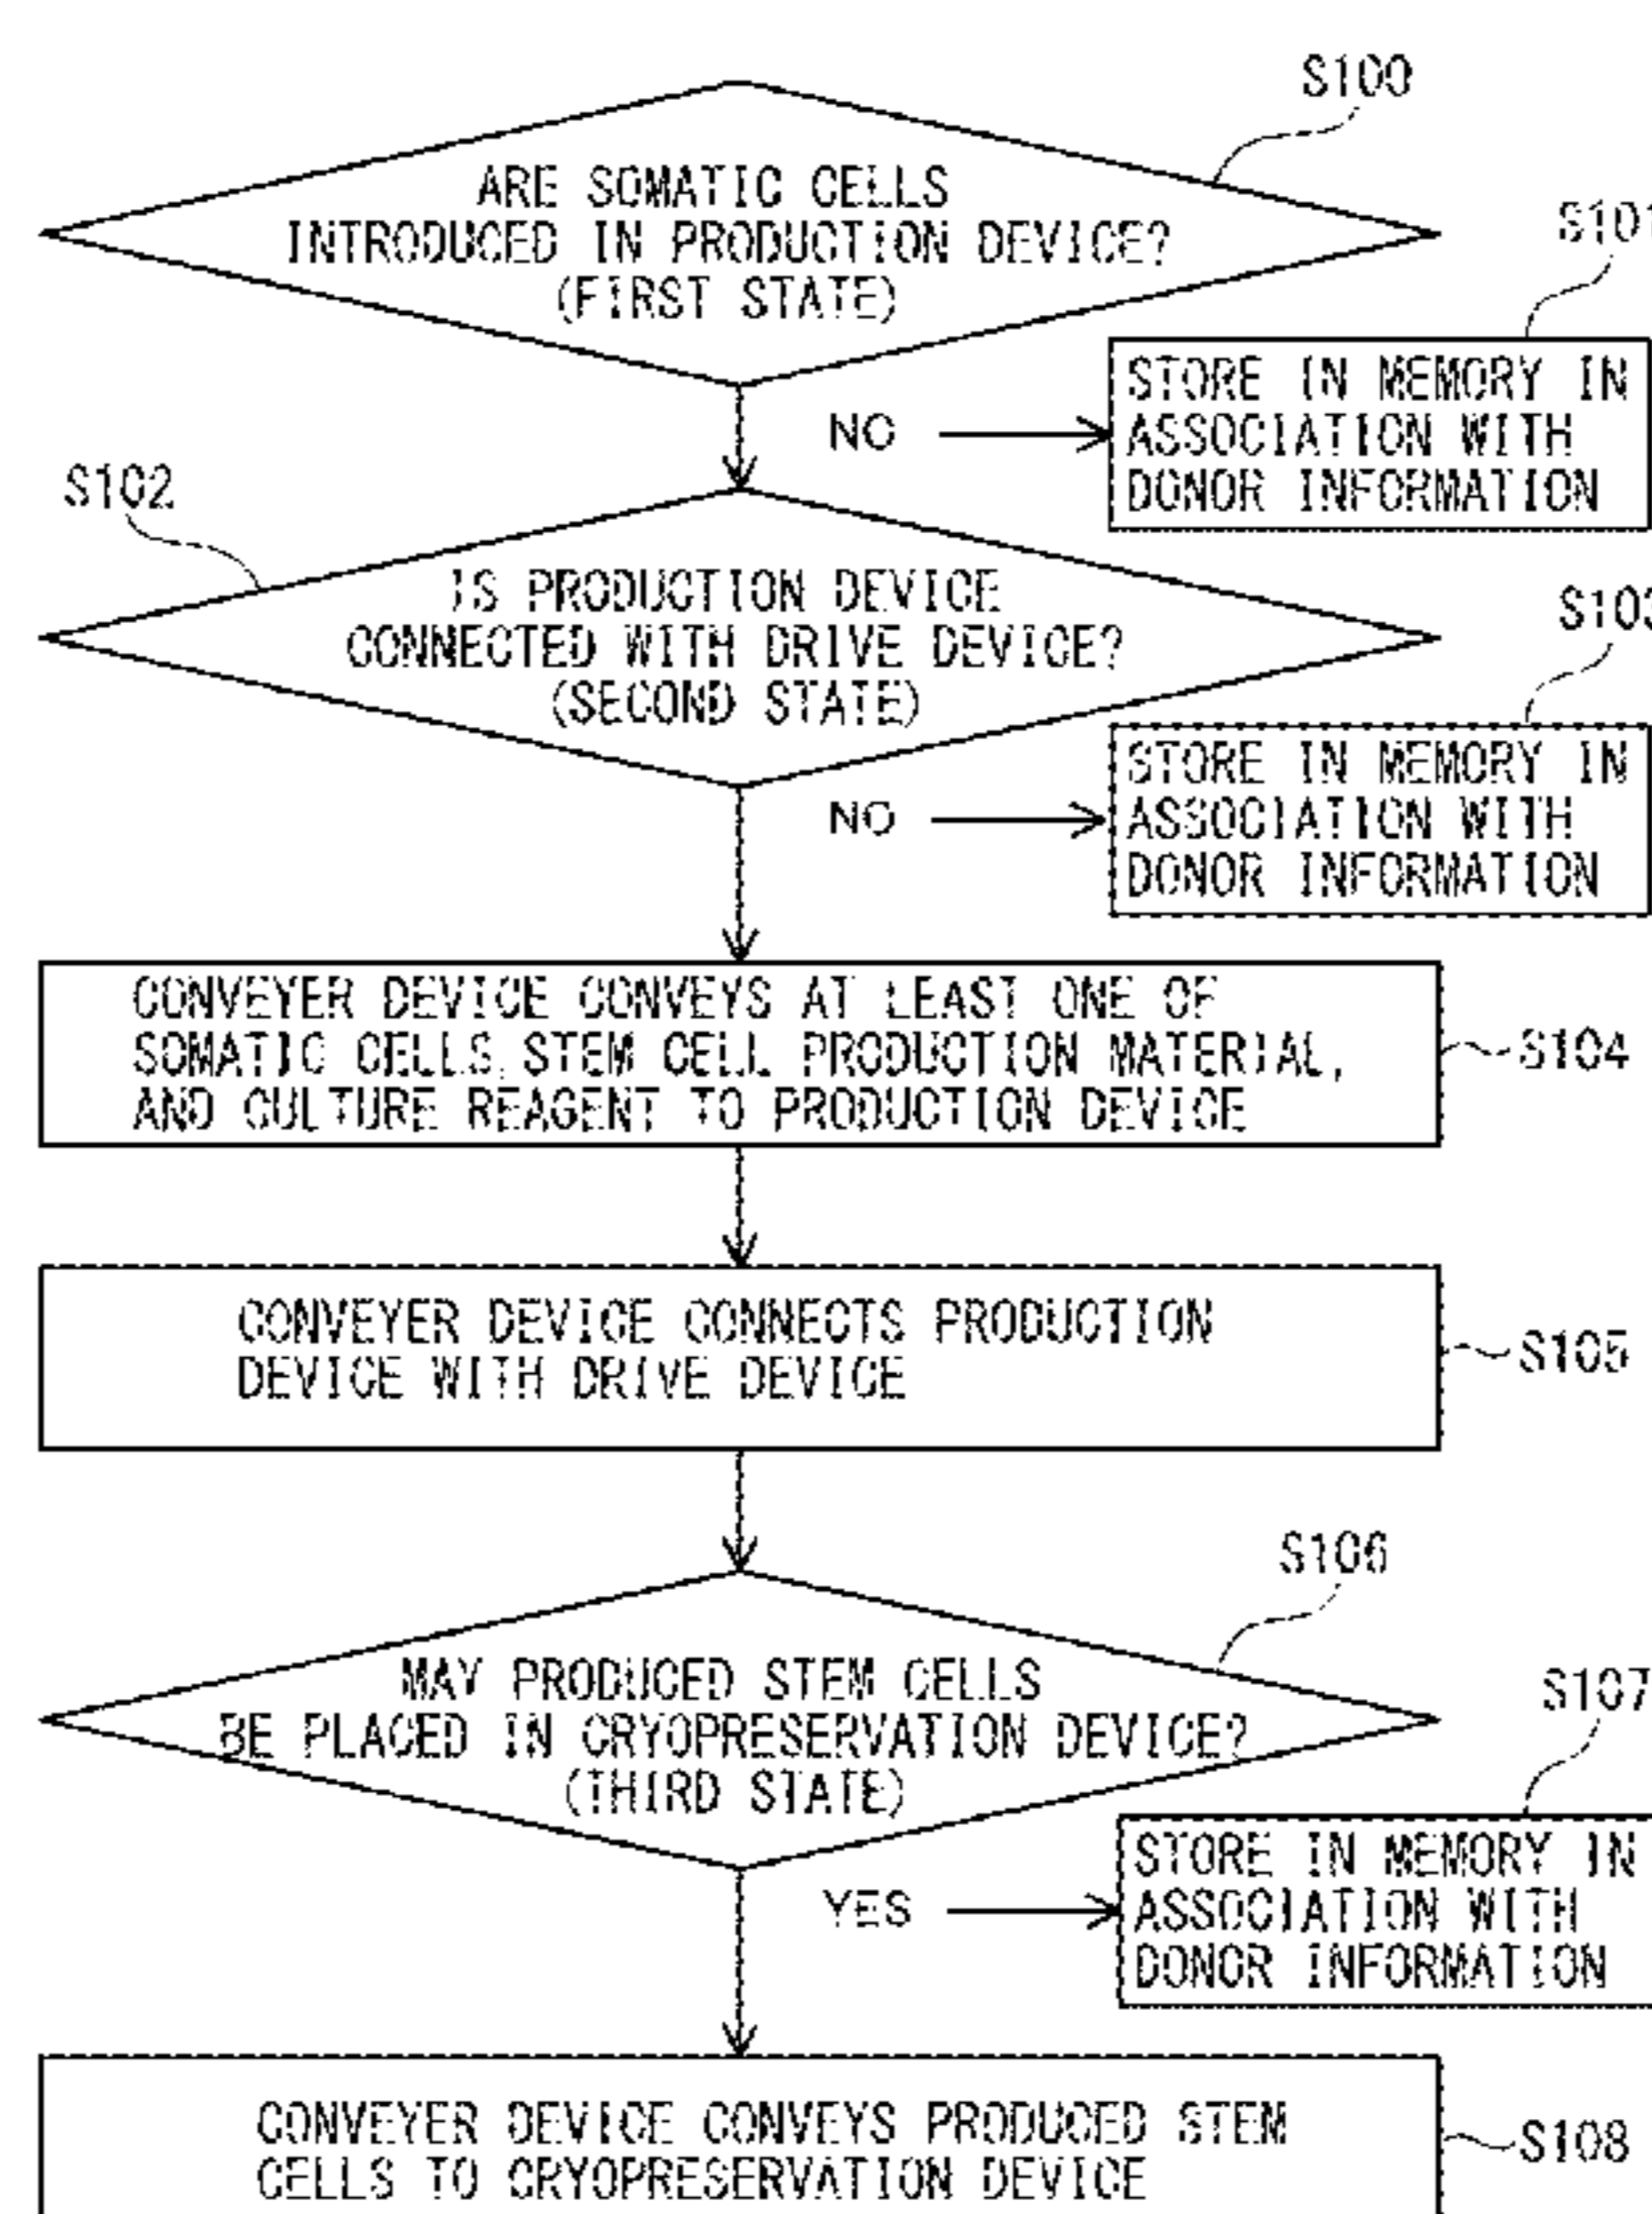 S100
ARE SOMATIC CELLS
INTRODUCED IN PRODUCTION DEVICE?
(FIRST STATE)
S101
NO
STORE IN MEMORY IN
ASSOCIATION WITH
DONOR INFORMATION
S102
IS PRODUCTION DEVICE
CONNECTED WITH DRIVE DEVICE?
(SECOND STATE)
S103
NO
STORE IN MEMORY IN
ASSOCIATION WITH
DONOR INFORMATION
CONVEYER DEVICE CONVEYS AT LEAST ONE OF
SOMATIC CELLS, STEM CELL PRODUCTION MATERIAL,
AND CULTURE REAGENT TO PRODUCTION DEVICE
S104
CONVEYER DEVICE CONNECTS PRODUCTION
DEVICE WITH DRIVE DEVICE
S105
S106
MAY PRODUCED STEM CELLS
BE PLACED IN CRYOPRESERVATION DEVICE?
(THIRD STATE)
S107
YES
STORE IN MEMORY IN
ASSOCIATION WITH
DONOR INFORMATION
CONVEYER DEVICE CONVEYS PRODUCED STEM
CELLS TO CRYOPRESERVATION DEVICE
S108